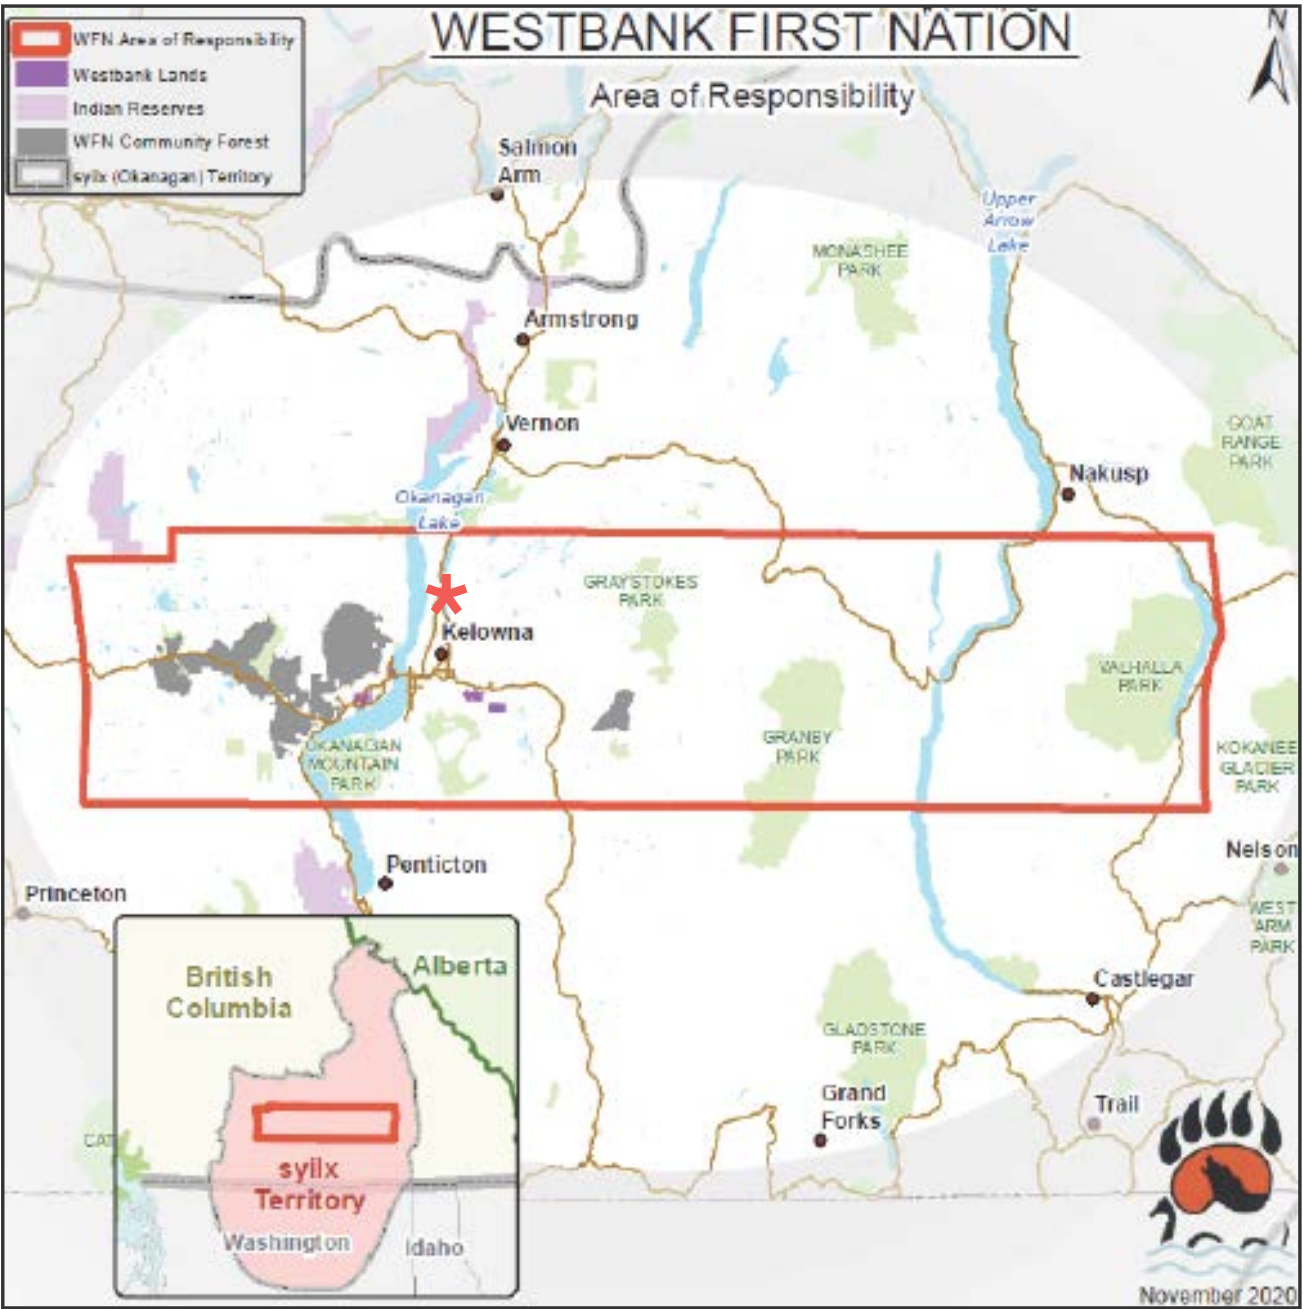 WESTBANK FIRST NATION
Area of Responsibility
N
WFN Area of Responsibility
Westbank Lands
Indian Reserves
WFN Community Forest
syilx (Okanagan) Territory
Salmon
Arm
Upper
Arrow
Lake
MONASHEE
PARK
Armstrong
Vernon
GOAT
RANGE
PARK
Nakusp
Okanagan
Lake
GRAYSTOKES
PARK
*
Kelowna
VALHALLA
PARK
GRANBY
PARK
OKANAGAN
MOUNTAIN
PARK
KOKANEE
GLACIER
PARK
Nelson
Penticton
Princeton
WEST
ARM
PARK
British
Columbia
Alberta
Castlegar
GLADSTONE
PARK
Grand
Forks
Trail
CAT
syilx
Territory
Washington
Idaho
November 2020